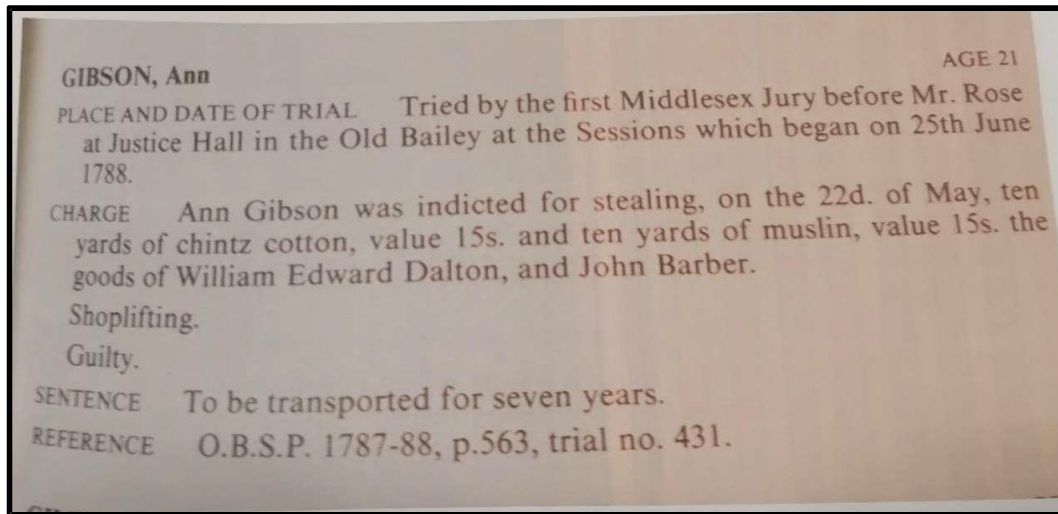 GIBSON, Ann AGE 21
PLACE AND DATE OF TRIAL Tried by the first Middlesex Jury before Mr. Rose
at Justice Hall in the Old Bailey at the Sessions which began on 25th June
1788.
CHARGE Ann Gibson was indicted for stealing, on the 22d. of May, ten
yards of chintz cotton, value 15s. and ten yards of muslin, value 15s. the
goods of William Edward Dalton, and John Barber.
Shoplifting.
Guilty.
SENTENCE To be transported for seven years.
REFERENCE O.B.S.P. 1787-88, p.563, trial no. 431.